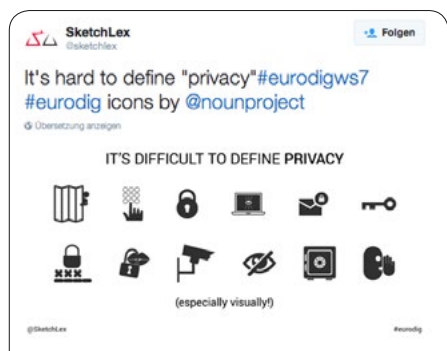 SketchLex
@sketchlex
Folgen
It's hard to define "privacy"#eurodigws7
#eurodig icons by @nounproject
Übersetzung anzeigen
IT'S DIFFICULT TO DEFINE PRIVACY
xxx
(especially visually!)
@SketchLex
#eurodig